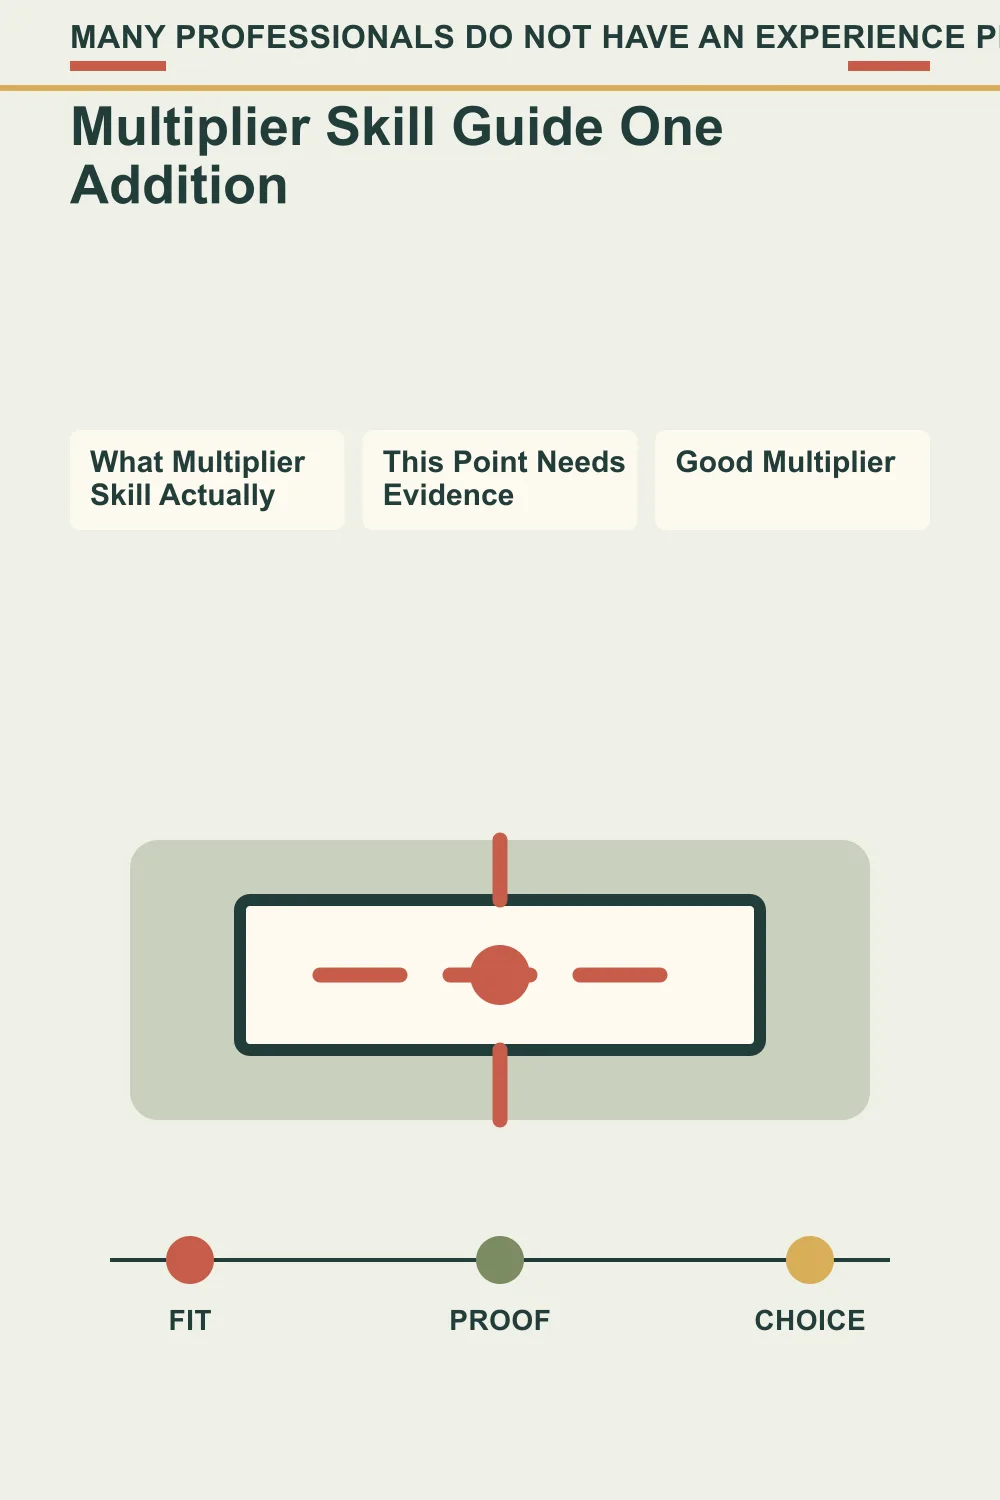 MANY PROFESSIONALS DO NOT HAVE AN EXPERIENCE
Multiplier Skill Guide One
Addition
What Multiplier
Skill Actually
This Point Needs
Evidence
Good Multiplier
FIT
PROOF
CHOICE